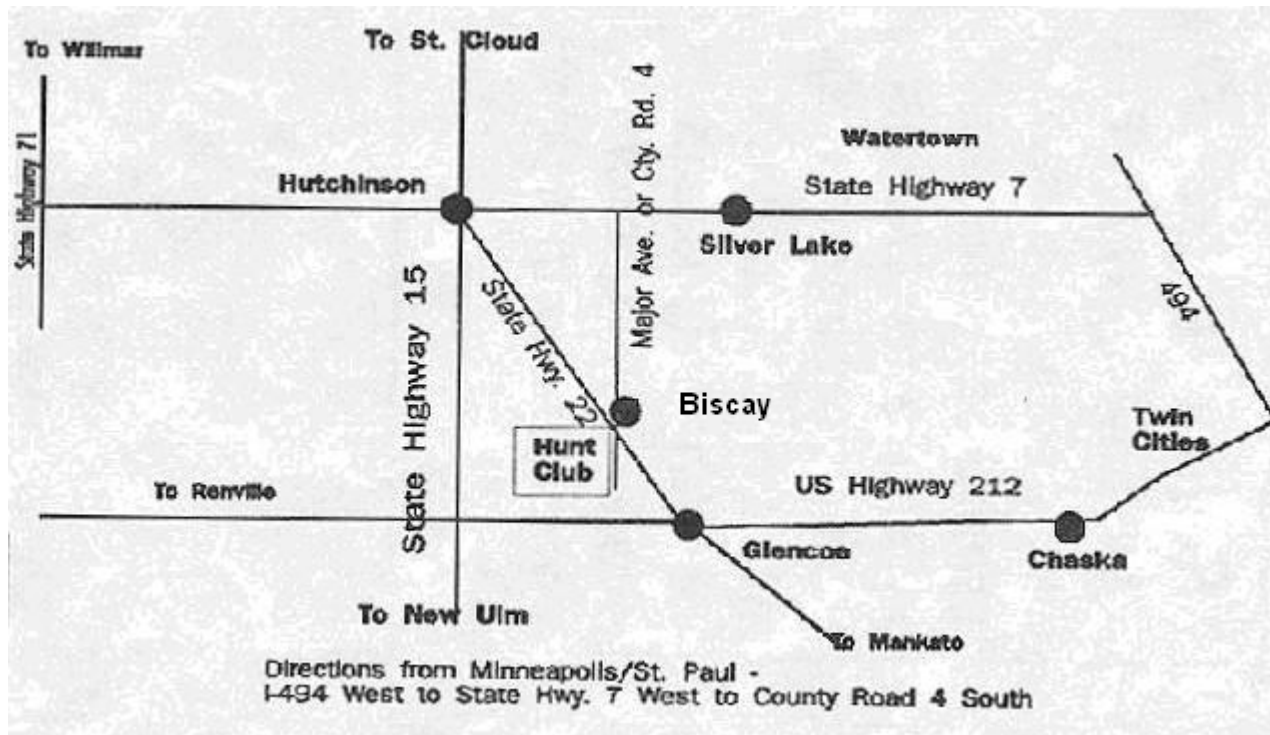 To Willmar
To St. Cloud
State Highway 71
Major Ave. or Cty. Rd. 4
Watertown
Hutchinson
State Highway 7
Silver Lake
State Highway 15
State Hwy. 22
494
Biscay
Twin
Cities
Hunt
Club
To Renville
US Highway 212
Glencoe
Chaska
To New Ulm
To Mankato
Directions from Minneapolis/St. Paul -
I-494 West to State Hwy. 7 West to County Road 4 South